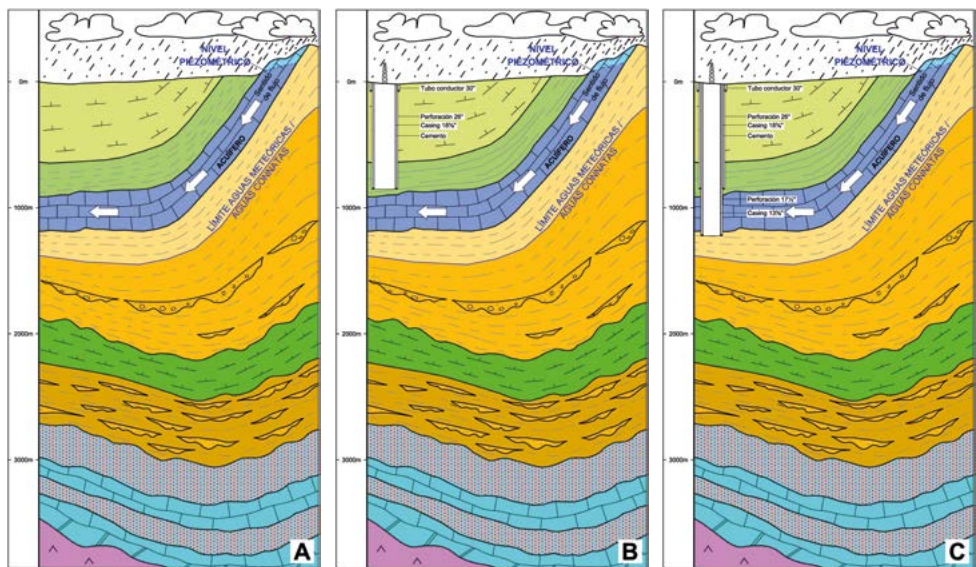 NIVEL
PIEZOMÉTRICO
0m
Sentido
de flujo
ACUÍFERO
1000m
LÍMITE AGUAS METEÓRICAS /
AGUAS CONNATAS
2000m
3000m
A
NIVEL
PIEZOMÉTRICO
0m
Tubo conductor 30"
Sentido
de flujo
Perforación 26"
Casing 18⅝"
Cemento
ACUÍFERO
1000m
LÍMITE AGUAS METEÓRICAS /
AGUAS CONNATAS
2000m
3000m
B
NIVEL
PIEZOMÉTRICO
0m
Tubo conductor 30"
Sentido
de flujo
Perforación 26"
Casing 18⅝"
Cemento
ACUÍFERO
Perforación 17½"
1000m
Casing 13⅜"
LÍMITE AGUAS METEÓRICAS /
AGUAS CONNATAS
2000m
3000m
C